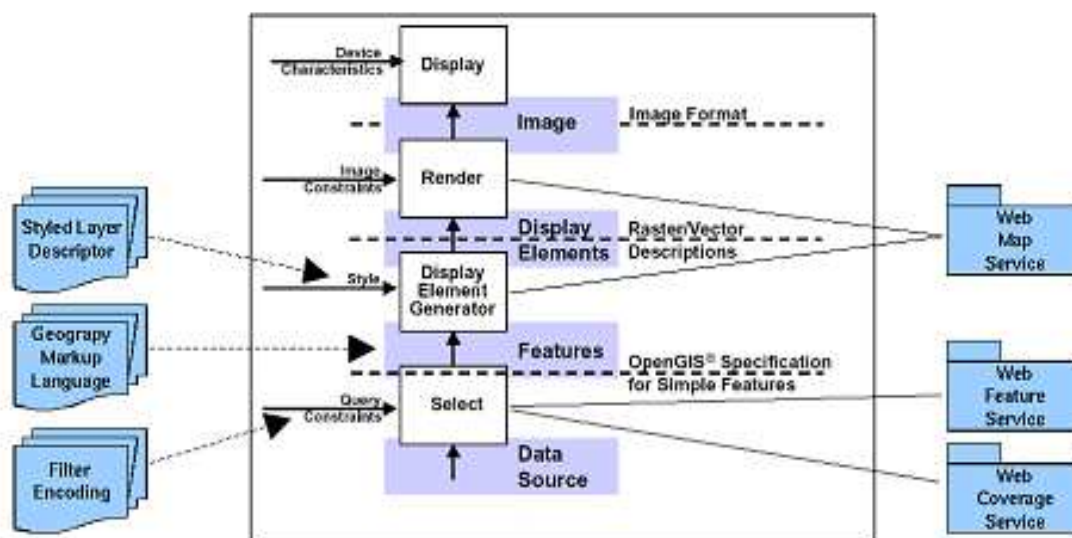 Device
Characteristics
Display
Image
Image Format
Image
Constraints
Render
Styled Layer
Descriptor
Display
Elements
Raster/Vector
Descriptions
Web
Map
Service
Style
Display
Element
Generator
Geograpy
Markup
Language
Features
OpenGIS® Specification
for Simple Features
Query
Constraints
Select
Web
Feature
Service
Filter
Encoding
Data
Source
Web
Coverage
Service